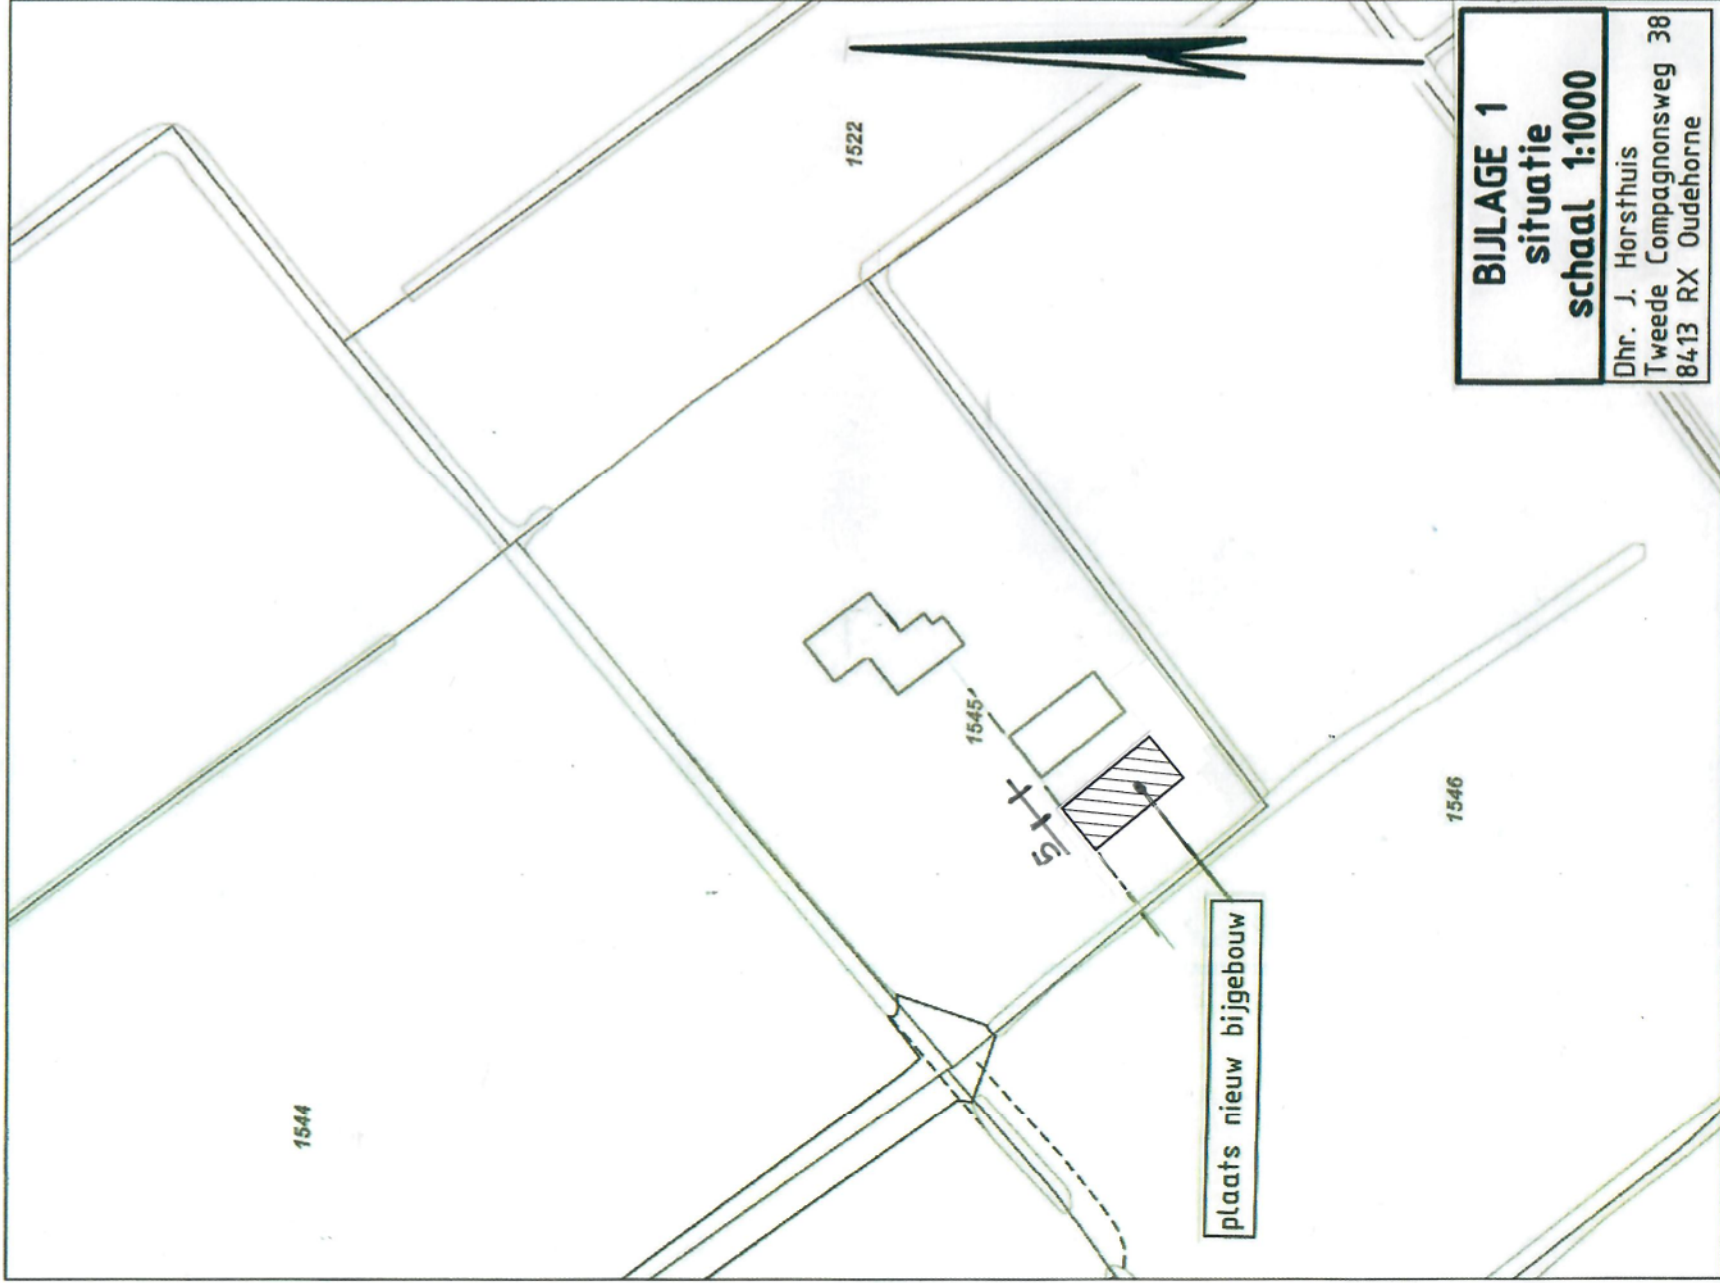 BIJLAGE 1
situatie
schaal 1:1000
Dhr. J. Horsthuis
Tweede Compagnonsweg 38
8413 RX Oudehorne
1522
1545
1546
1544
5
plaats nieuw bijgebouw